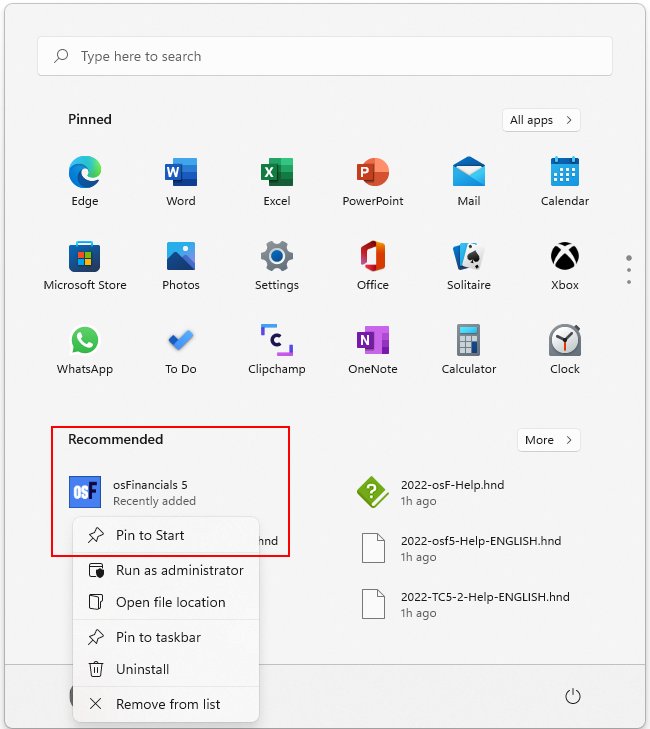 Type here to search
Pinned
All apps
Edge
Word
Excel
PowerPoint
Mail
Calendar
Microsoft Store
Photos
Settings
Office
Solitaire
Xbox
WhatsApp
To Do
Clipchamp
OneNote
Calculator
Clock
Recommended
More
osF
osFinancials 5
Recently added
2022-osF-Help.hnd
1h ago
hnd
2022-osf5-Help-ENGLISH.hnd
1h ago
2022-TC5-2-Help-ENGLISH.hnd
1h ago
Pin to Start
Run as administrator
Open file location
Pin to taskbar
Uninstall
Remove from list